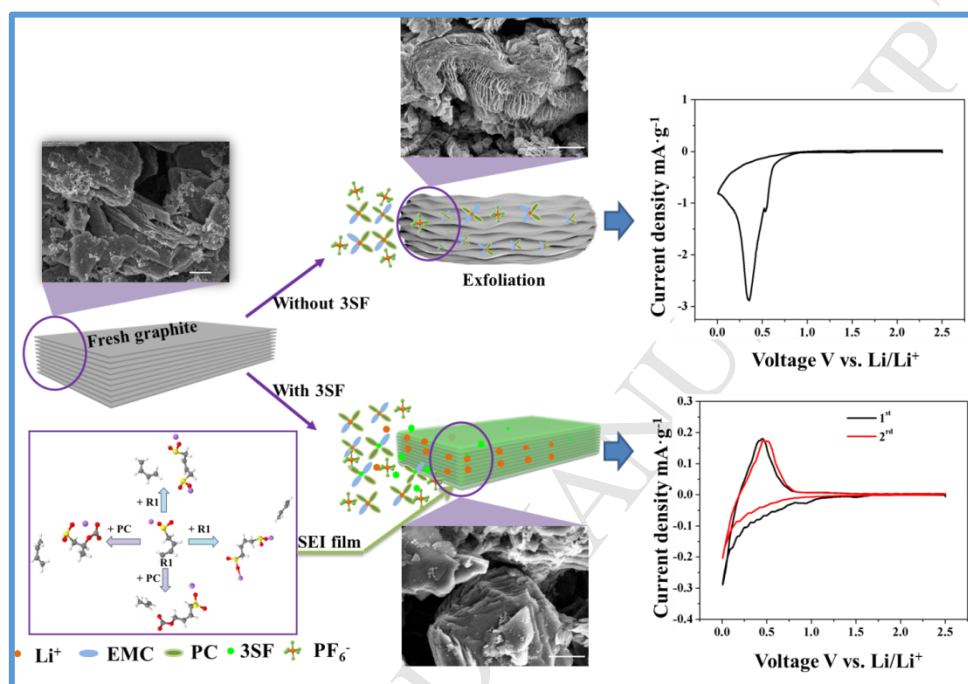 Fresh graphite
Without 3SF
With 3SF
Exfoliation
1
0
-1
-2
-3
0.0 0.5 1.0 1.5 2.0 2.5
Current density mA·g⁻¹
Voltage V vs. Li/Li⁺
0.3
0.2
0.1
0.0
-0.1
-0.2
-0.3
-0.4
0.0 0.5 1.0 1.5 2.0 2.5
Current density mA·g⁻¹
Voltage V vs. Li/Li⁺
1ˢᵗ
2ʳᵈ
+ R1
+ PC
+ R1
R1
+ PC
SEI film
Li⁺ EMC PC 3SF PF₆⁻